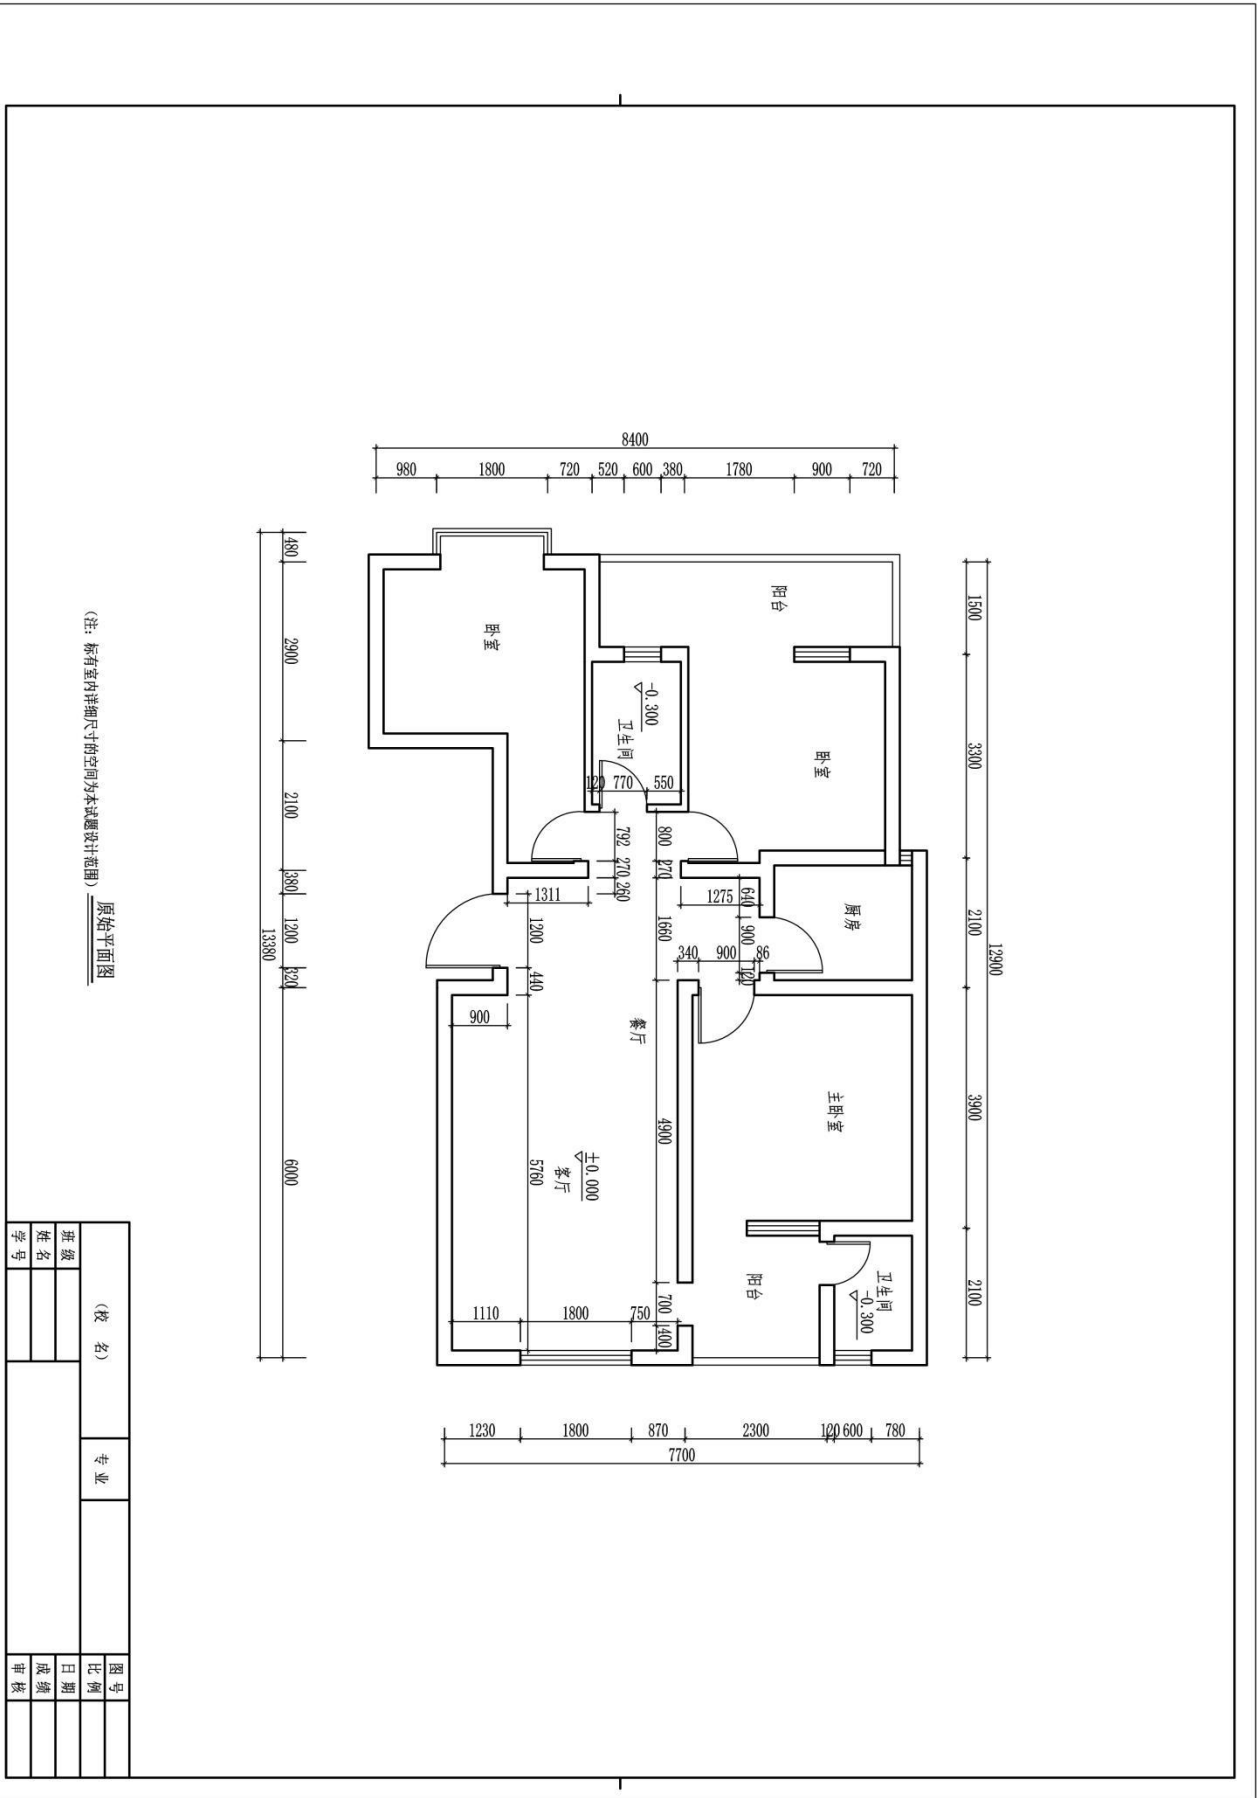 12900
1500
3300
2100
3900
2100
8400
720
900
1780
380
600
520
720
1800
980
阳台
卧室
厨房
主卧室
卫生间
-0.300
阳台
卫生间
-0.300
卧室
餐厅
客厅
±0.000
120
770
550
800
270
792
270
260
1311
1275
640
900
120
1660
340
900
86
1200
440
900
4900
5760
700
400
1110
1800
750
780
600
120
2300
870
1800
1230
7700
480
2900
2100
380
1200
320
6000
13380
原始平面图
(注：标有室内详细尺寸的空间为本试题设计范围)
(校 名)
专 业
图 号
比 例
班 级
日 期
姓 名
成 绩
学 号
审 核